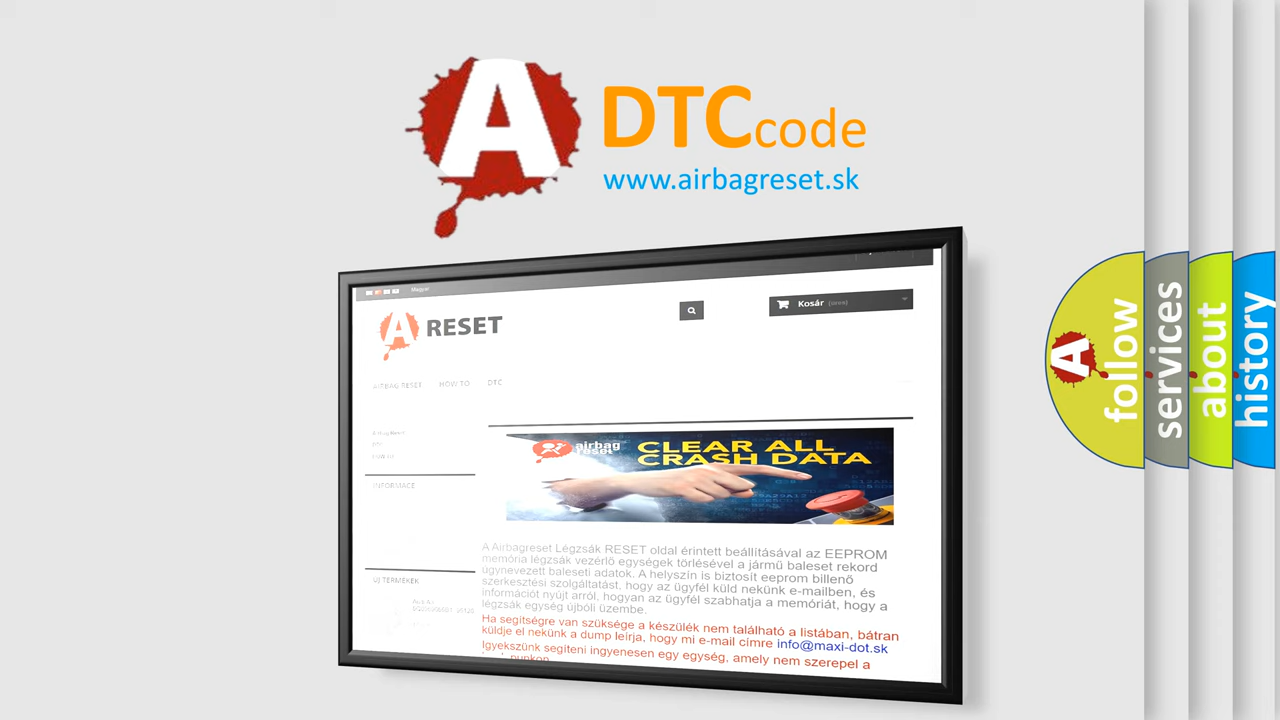 A
DTC code
www.airbagreset.sk
Magyar
A RESET
Kosár (üres)
AIRBAG RESET HOW TO DTC
INFORMACE
airbag
reset
CLEAR ALL
CRASH DATA
A Airbagreset Légzsák RESET oldal érintett beállításával az EEPROM
memória légzsák vezérlő egységek törlésével a jármű baleset rekord
úgynevezett baleseti adatok. A helyszín is biztosít eeprom billenő
szerkesztési szolgáltatást, hogy az ügyfél küld nekünk e-mailben, és
információt nyújt arról, hogyan az ügyfél szabhatja a memóriát, hogy a
légzsák egység újbóli üzembe.
Ha segítségre van szüksége a készülék nem található a listában, bátran
küldje el nekünk a dump leírja, hogy mi e-mail címre info@maxi-dot.sk
Igyekszünk segíteni ingyenesen egy egység, amely nem szerepel a
ÚJ TERMÉKEK
A
follow
services
about
history